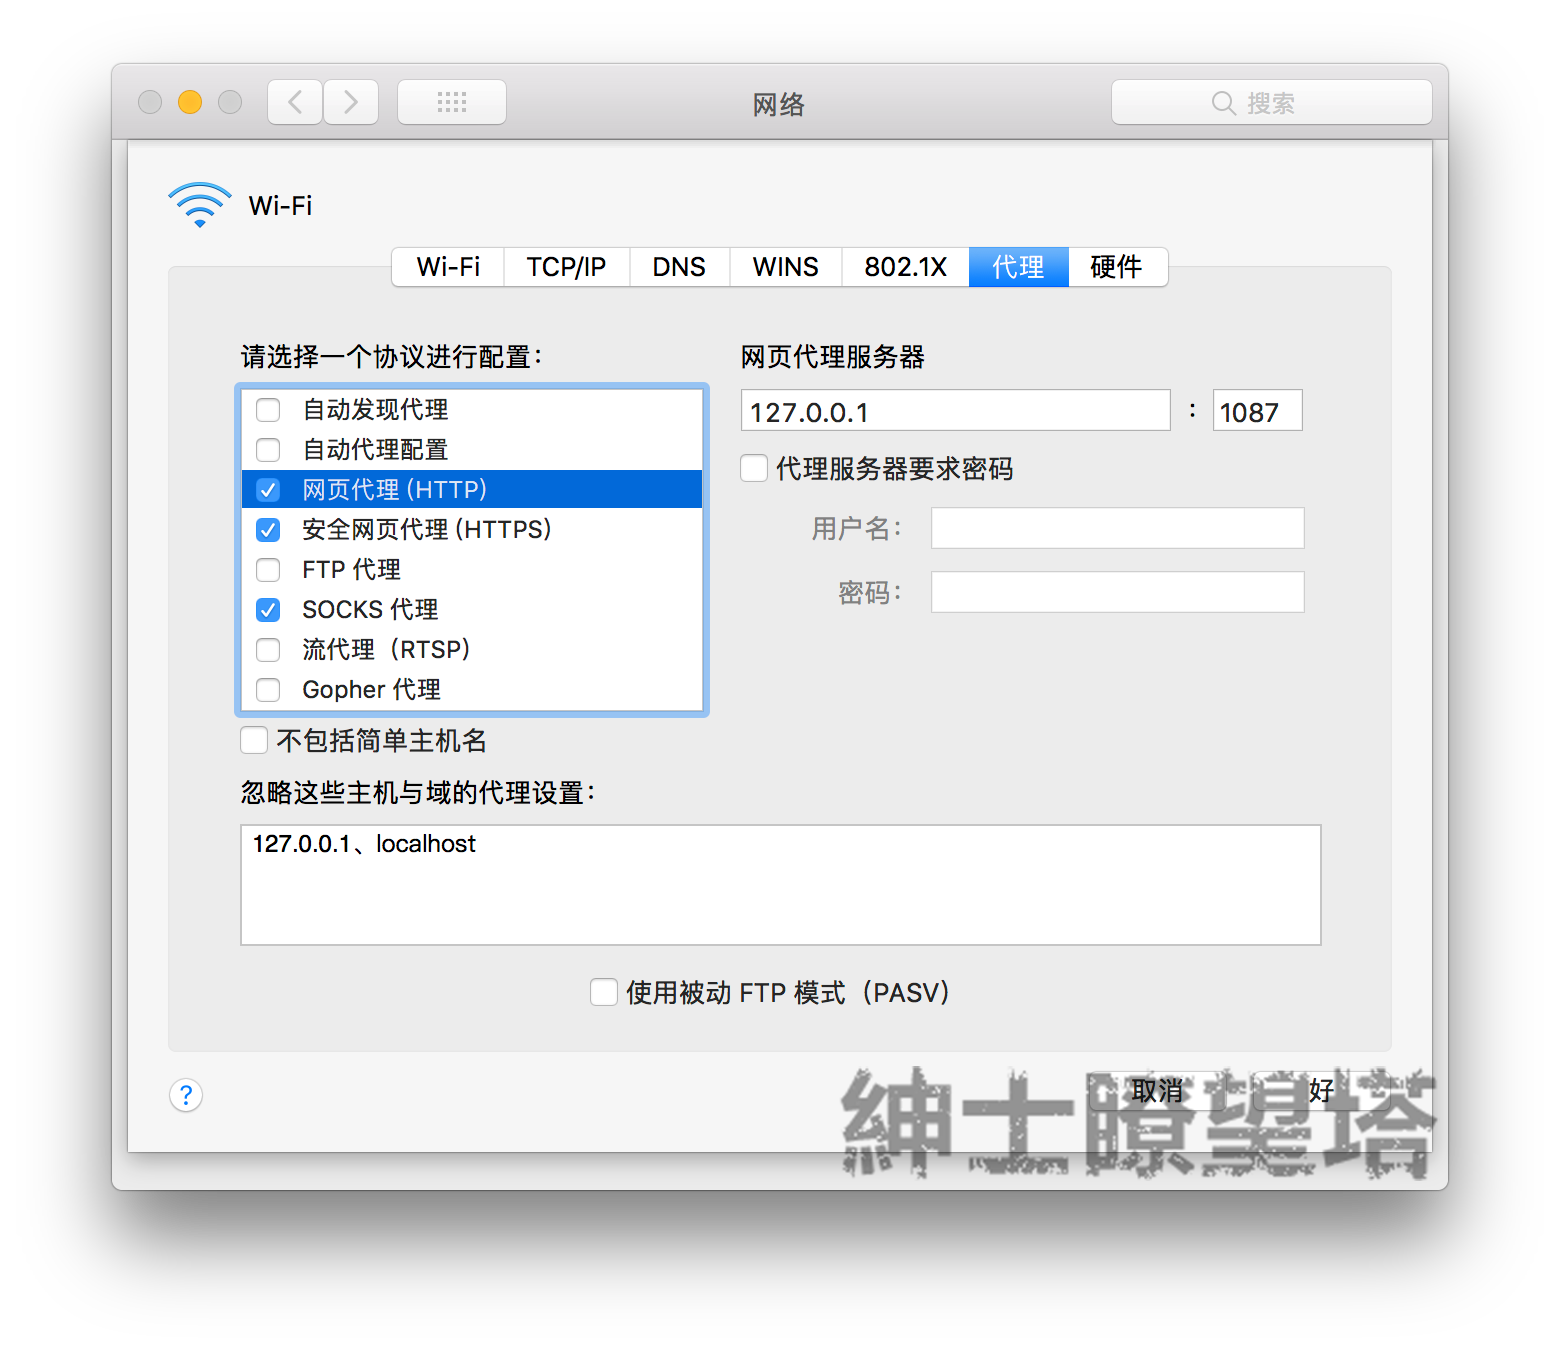 网络
搜索
Wi-Fi
Wi-Fi TCP/IP DNS WINS 802.1X 代理 硬件
请选择一个协议进行配置：
自动发现代理
自动代理配置
网页代理 (HTTP)
安全网页代理 (HTTPS)
FTP 代理
SOCKS 代理
流代理（RTSP）
Gopher 代理
网页代理服务器
127.0.0.1 : 1087
代理服务器要求密码
用户名：
密码：
不包括简单主机名
忽略这些主机与域的代理设置：
127.0.0.1、localhost
使用被动 FTP 模式（PASV）
?
取消 好
紳士瞭望塔